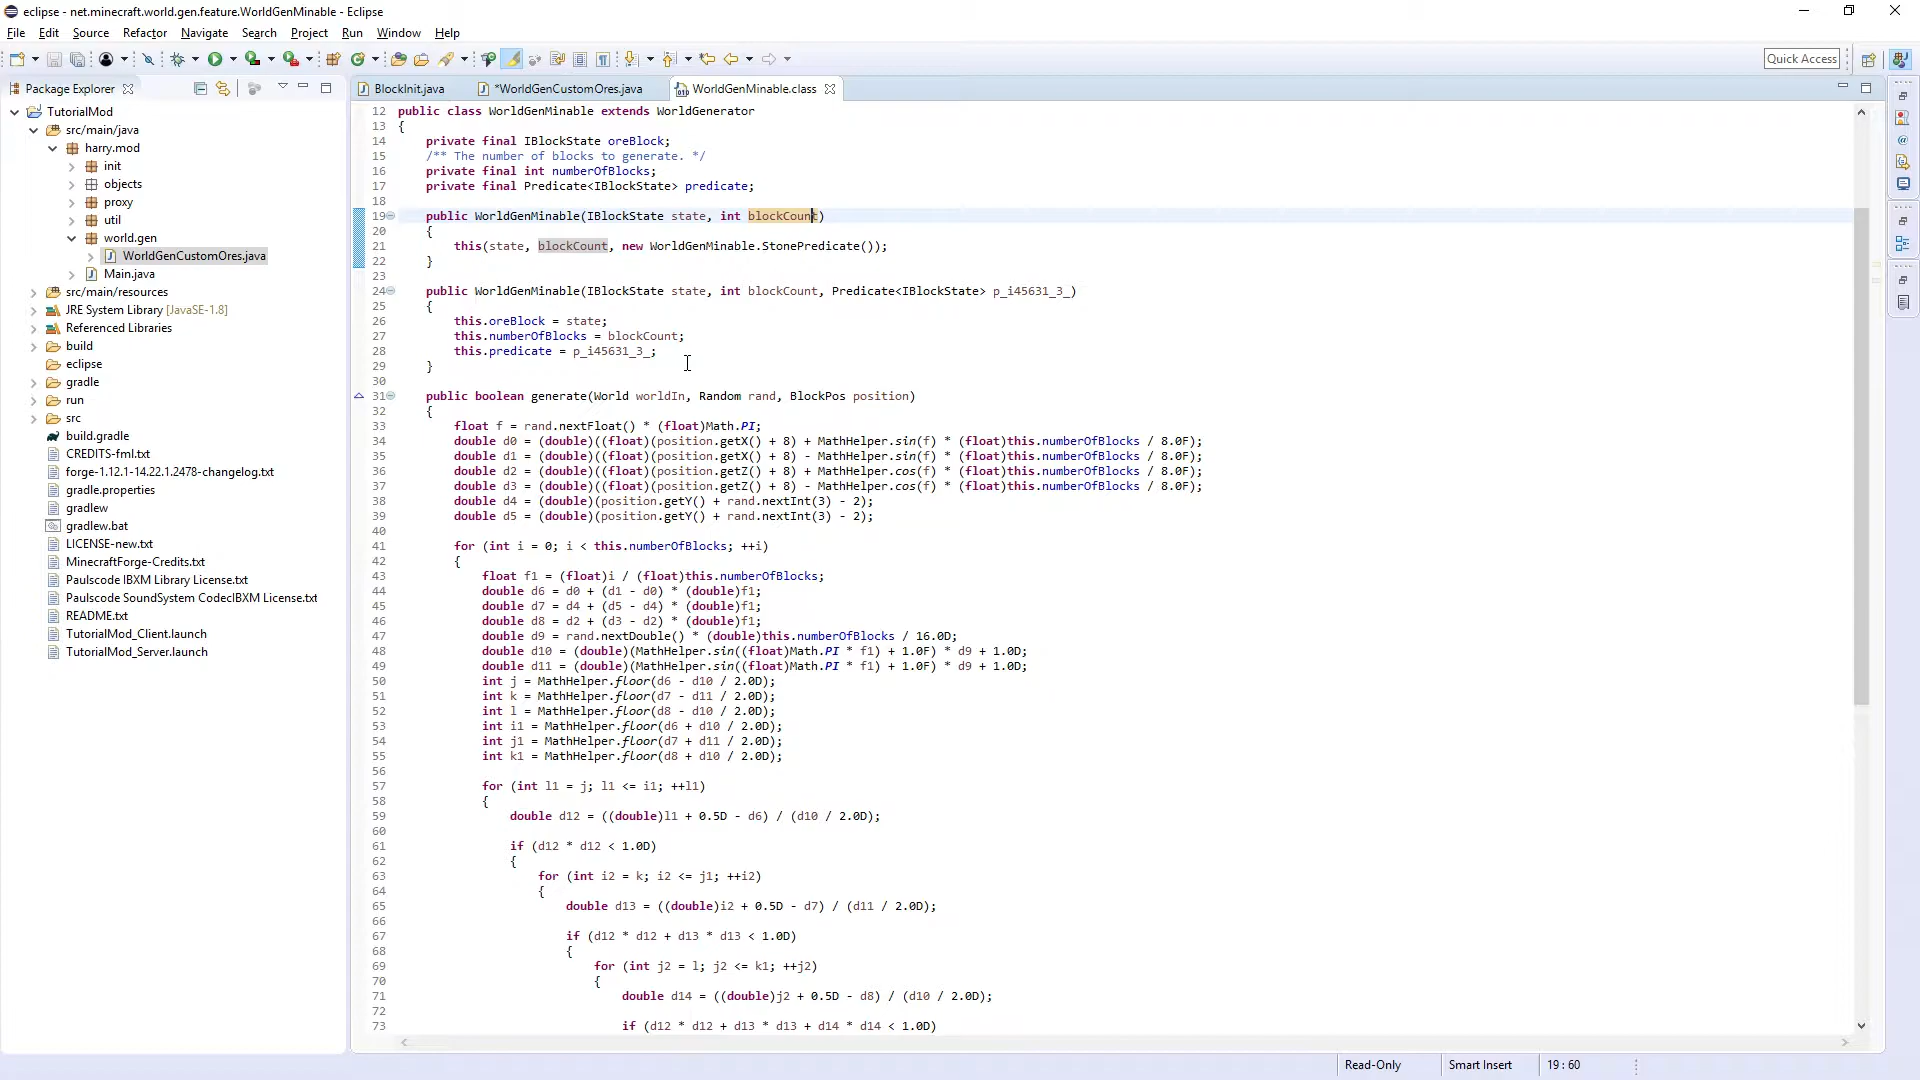 eclipse - net.minecraft.world.gen.feature.WorldGenMinable - Eclipse
File Edit Source Refactor Navigate Search Project Run Window Help
Quick Access
Package Explorer
BlockInit.java
*WorldGenCustomOres.java
WorldGenMinable.class
TutorialMod
src/main/java
harry.mod
init
objects
proxy
util
world.gen
WorldGenCustomOres.java
Main.java
src/main/resources
JRE System Library [JavaSE-1.8]
Referenced Libraries
build
eclipse
gradle
run
src
build.gradle
CREDITS-fml.txt
forge-1.12.1-14.22.1.2478-changelog.txt
gradle.properties
gradlew
gradlew.bat
LICENSE-new.txt
MinecraftForge-Credits.txt
Paulscode IBXM Library License.txt
Paulscode SoundSystem CodecIBXM License.txt
README.txt
TutorialMod_Client.launch
TutorialMod_Server.launch
12 public class WorldGenMinable extends WorldGenerator
13 {
14 private final IBlockState oreBlock;
15 /** The number of blocks to generate. */
16 private final int numberOfBlocks;
17 private final Predicate<IBlockState> predicate;
18
19 public WorldGenMinable(IBlockState state, int blockCount)
20 {
21 this(state, blockCount, new WorldGenMinable.StonePredicate());
22 }
23
24 public WorldGenMinable(IBlockState state, int blockCount, Predicate<IBlockState> p_i45631_3_)
25 {
26 this.oreBlock = state;
27 this.numberOfBlocks = blockCount;
28 this.predicate = p_i45631_3_;
29 }
30
31 public boolean generate(World worldIn, Random rand, BlockPos position)
32 {
33 float f = rand.nextFloat() * (float)Math.PI;
34 double d0 = (double)((float)(position.getX() + 8) + MathHelper.sin(f) * (float)this.numberOfBlocks / 8.0F);
35 double d1 = (double)((float)(position.getX() + 8) - MathHelper.sin(f) * (float)this.numberOfBlocks / 8.0F);
36 double d2 = (double)((float)(position.getZ() + 8) + MathHelper.cos(f) * (float)this.numberOfBlocks / 8.0F);
37 double d3 = (double)((float)(position.getZ() + 8) - MathHelper.cos(f) * (float)this.numberOfBlocks / 8.0F);
38 double d4 = (double)(position.getY() + rand.nextInt(3) - 2);
39 double d5 = (double)(position.getY() + rand.nextInt(3) - 2);
40
41 for (int i = 0; i < this.numberOfBlocks; ++i)
42 {
43 float f1 = (float)i / (float)this.numberOfBlocks;
44 double d6 = d0 + (d1 - d0) * (double)f1;
45 double d7 = d4 + (d5 - d4) * (double)f1;
46 double d8 = d2 + (d3 - d2) * (double)f1;
47 double d9 = rand.nextDouble() * (double)this.numberOfBlocks / 16.0D;
48 double d10 = (double)(MathHelper.sin((float)Math.PI * f1) + 1.0F) * d9 + 1.0D;
49 double d11 = (double)(MathHelper.sin((float)Math.PI * f1) + 1.0F) * d9 + 1.0D;
50 int j = MathHelper.floor(d6 - d10 / 2.0D);
51 int k = MathHelper.floor(d7 - d11 / 2.0D);
52 int l = MathHelper.floor(d8 - d10 / 2.0D);
53 int i1 = MathHelper.floor(d6 + d10 / 2.0D);
54 int j1 = MathHelper.floor(d7 + d11 / 2.0D);
55 int k1 = MathHelper.floor(d8 + d10 / 2.0D);
56
57 for (int l1 = j; l1 <= i1; ++l1)
58 {
59 double d12 = ((double)l1 + 0.5D - d6) / (d10 / 2.0D);
60
61 if (d12 * d12 < 1.0D)
62 {
63 for (int i2 = k; i2 <= j1; ++i2)
64 {
65 double d13 = ((double)i2 + 0.5D - d7) / (d11 / 2.0D);
66
67 if (d12 * d12 + d13 * d13 < 1.0D)
68 {
69 for (int j2 = l; j2 <= k1; ++j2)
70 {
71 double d14 = ((double)j2 + 0.5D - d8) / (d10 / 2.0D);
72
73 if (d12 * d12 + d13 * d13 + d14 * d14 < 1.0D)
Read-Only Smart Insert 19 : 60